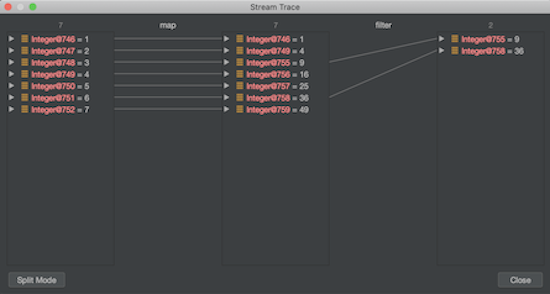 Stream Trace
7 map 7 filter 2
Integer@746 = 1
Integer@747 = 2
Integer@748 = 3
Integer@749 = 4
Integer@750 = 5
Integer@751 = 6
Integer@752 = 7
Integer@746 = 1
Integer@749 = 4
Integer@755 = 9
Integer@756 = 16
Integer@757 = 25
Integer@758 = 36
Integer@759 = 49
Integer@755 = 9
Integer@758 = 36
Split Mode
Close